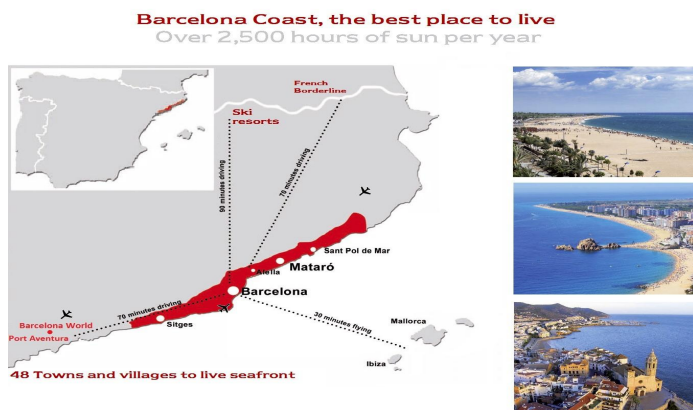 Barcelona Coast, the best place to live
Over 2,500 hours of sun per year
French
Borderline
Ski
resorts
90 minutes driving
70 minutes driving
Sant Pol de Mar
Mataró
Alella
Barcelona
70 minutes driving
30 minutes flying
Barcelona World
Port Aventura
Sitges
Mallorca
Ibiza
48 Towns and villages to live seafront